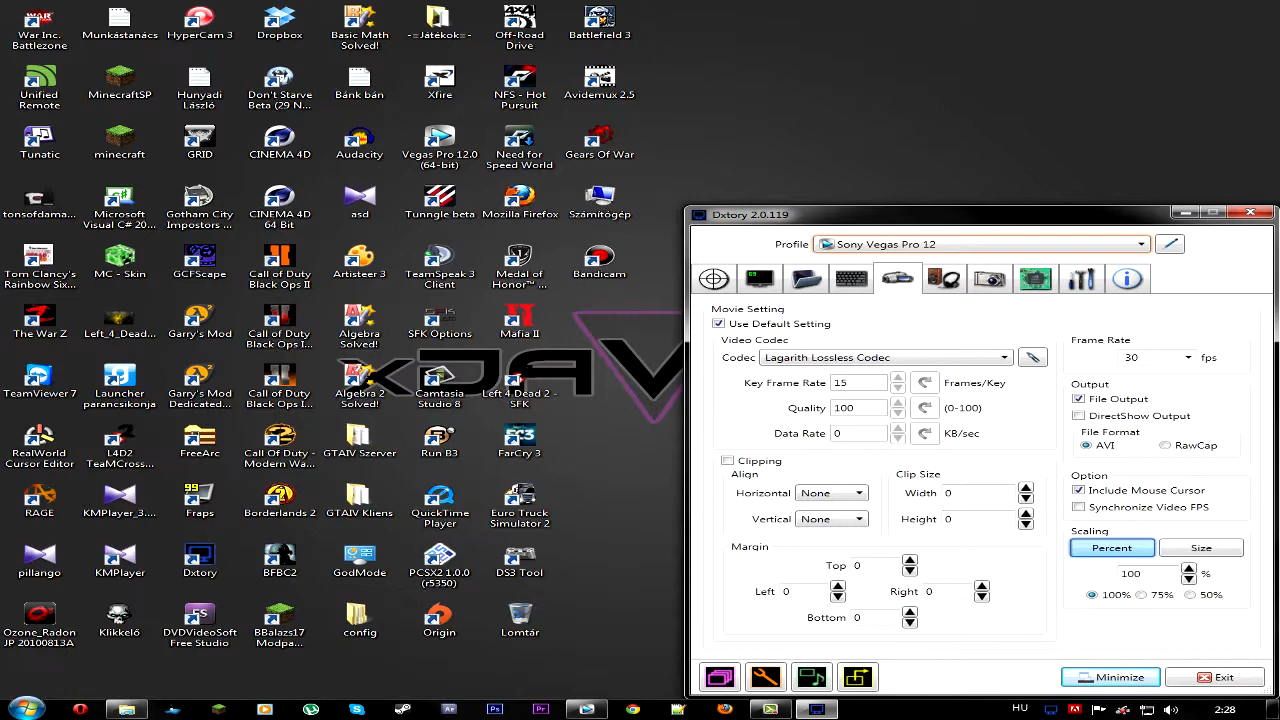 War Inc.
Battlezone
Munkástanács
HyperCam 3
Dropbox
Basic Math
Solved!
-=Játékok=-
Off-Road
Drive
Battlefield 3
Unified
Remote
MinecraftSP
Hunyadi
László
Don't Starve
Beta (29 N...
Bánk bán
Xfire
NFS - Hot
Pursuit
Avidemux 2.5
Tunatic
minecraft
GRID
CINEMA 4D
Audacity
Vegas Pro 12.0
(64-bit)
Need for
Speed World
Gears Of War
tonsofdama...
Microsoft
Visual C# 20...
Gotham City
Impostors ...
CINEMA 4D
64 Bit
asd
Tunngle beta
Mozilla Firefox
Számítógép
Tom Clancy's
Rainbow Six...
MC - Skin
GCFScape
Call of Duty
Black Ops II
Artisteer 3
TeamSpeak 3
Client
Medal of
Honor™ ...
Bandicam
The War Z
Left_4_Dead...
Garry's Mod
Call of Duty
Black Ops I...
Algebra
Solved!
SFK Options
Mafia II
TeamViewer 7
Launcher
parancsikonja
Garry's Mod
Dedicated...
Call of Duty
Black Ops I...
Algebra 2
Solved!
Camtasia
Studio 8
Left 4 Dead 2 -
SFK
RealWorld
Cursor Editor
L4D2
TeaMCross...
FreeArc
Call Of Duty -
Modern Wa...
GTAIV Szerver
Run B3
FarCry 3
RAGE
KMPlayer_3....
99
Fraps
Borderlands 2
GTAIV Kliens
QuickTime
Player
Euro Truck
Simulator 2
pillango
KMPlayer
Dxtory
BFBC2
GodMode
PCSX2 1.0.0
(r5350)
DS3 Tool
Ozone_Radon
JP 20100813A
Klikkelő
FS
DVDVideoSoft
Free Studio
BBalazs17
Modpa...
config
Origin
Lomtár
xDAV
Dxtory 2.0.119
Profile
Sony Vegas Pro 12
Movie Setting
Use Default Setting
Video Codec
Codec
Lagarith Lossless Codec
Key Frame Rate
15
Frames/Key
Quality
100
(0-100)
Data Rate
0
KB/sec
Clipping
Align
Horizontal
None
Vertical
None
Clip Size
Width
0
Height
0
Margin
Top
0
Left
0
Right
0
Bottom
0
Frame Rate
30
fps
Output
File Output
DirectShow Output
File Format
AVI
RawCap
Option
Include Mouse Cursor
Synchronize Video FPS
Scaling
Percent
Size
100
%
100%
75%
50%
Minimize
Exit
Ae
Ps
Pr
HU
2:28